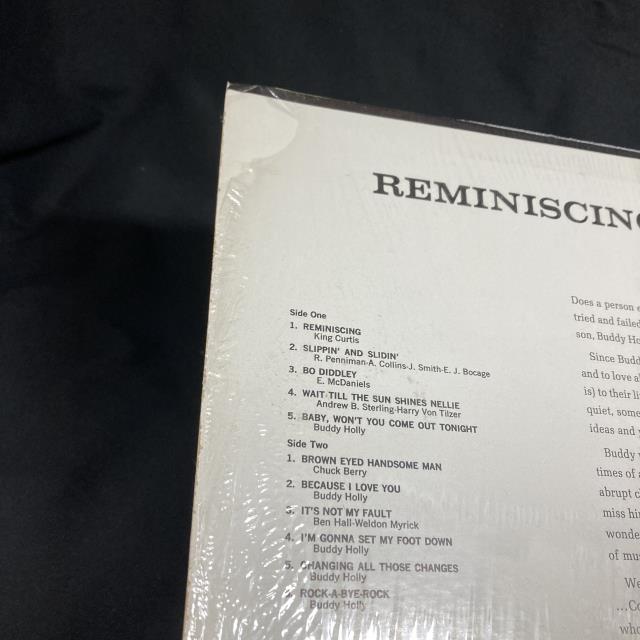 REMINISCING
Side One
1. REMINISCING
King Curtis
2. SLIPPIN' AND SLIDIN'
R. Penniman-A. Collins-J. Smith-E. J. Bocage
3. BO DIDDLEY
E. McDaniels
4. WAIT TILL THE SUN SHINES NELLIE
Andrew B. Sterling-Harry Von Tilzer
5. BABY, WON'T YOU COME OUT TONIGHT
Buddy Holly
Side Two
1. BROWN EYED HANDSOME MAN
Chuck Berry
2. BECAUSE I LOVE YOU
Buddy Holly
3. IT'S NOT MY FAULT
Ben Hall-Weldon Myrick
4. I'M GONNA SET MY FOOT DOWN
Buddy Holly
5. CHANGING ALL THOSE CHANGES
Buddy Holly
6. ROCK-A-BYE-ROCK
Buddy Holly
Does a person
tried and failed
son, Buddy
Since
and to love
is) to their
quiet, some
ideas and
Buddy
times of
abrupt
miss
of